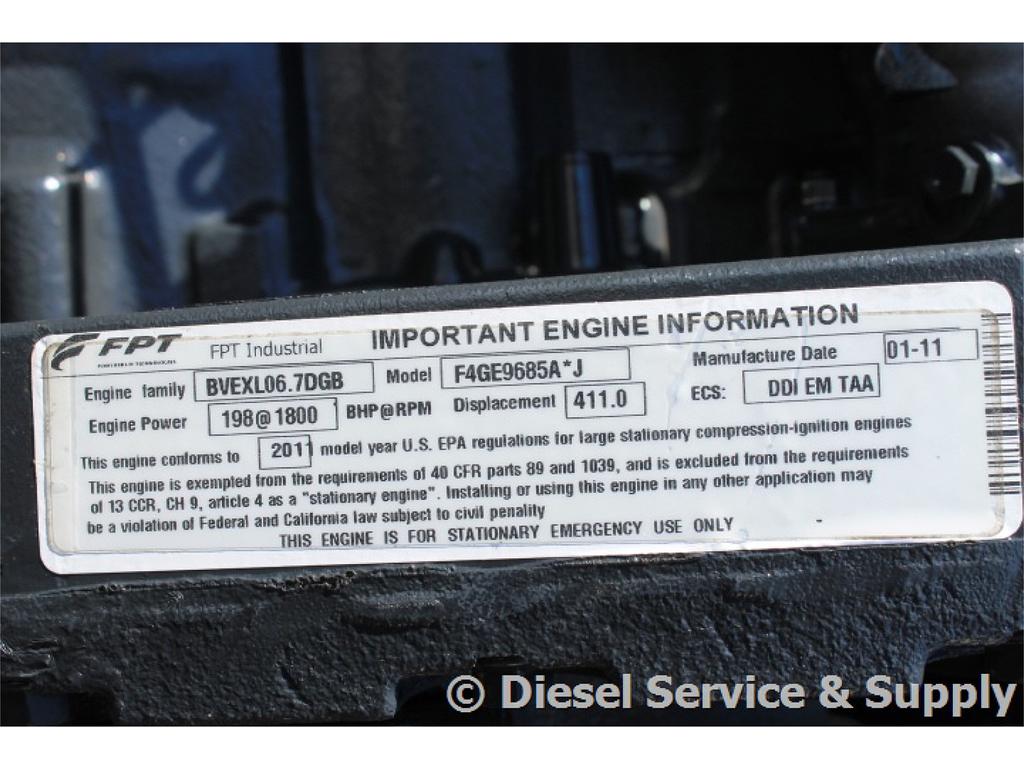 FPT FPT Industrial IMPORTANT ENGINE INFORMATION
Engine family BVEXL06.7DGB Model F4GE9685A*J Manufacture Date 01-11
Engine Power 198@1800 BHP@RPM Displacement 411.0 ECS: DDI EM TAA
This engine conforms to 2011 model year U.S. EPA regulations for large stationary compression-ignition engines
This engine is exempted from the requirements of 40 CFR parts 89 and 1039, and is excluded from the requirements
of 13 CCR, CH 9, article 4 as a "stationary engine". Installing or using this engine in any other application may
be a violation of Federal and California law subject to civil penality
THIS ENGINE IS FOR STATIONARY EMERGENCY USE ONLY
© Diesel Service & Supply